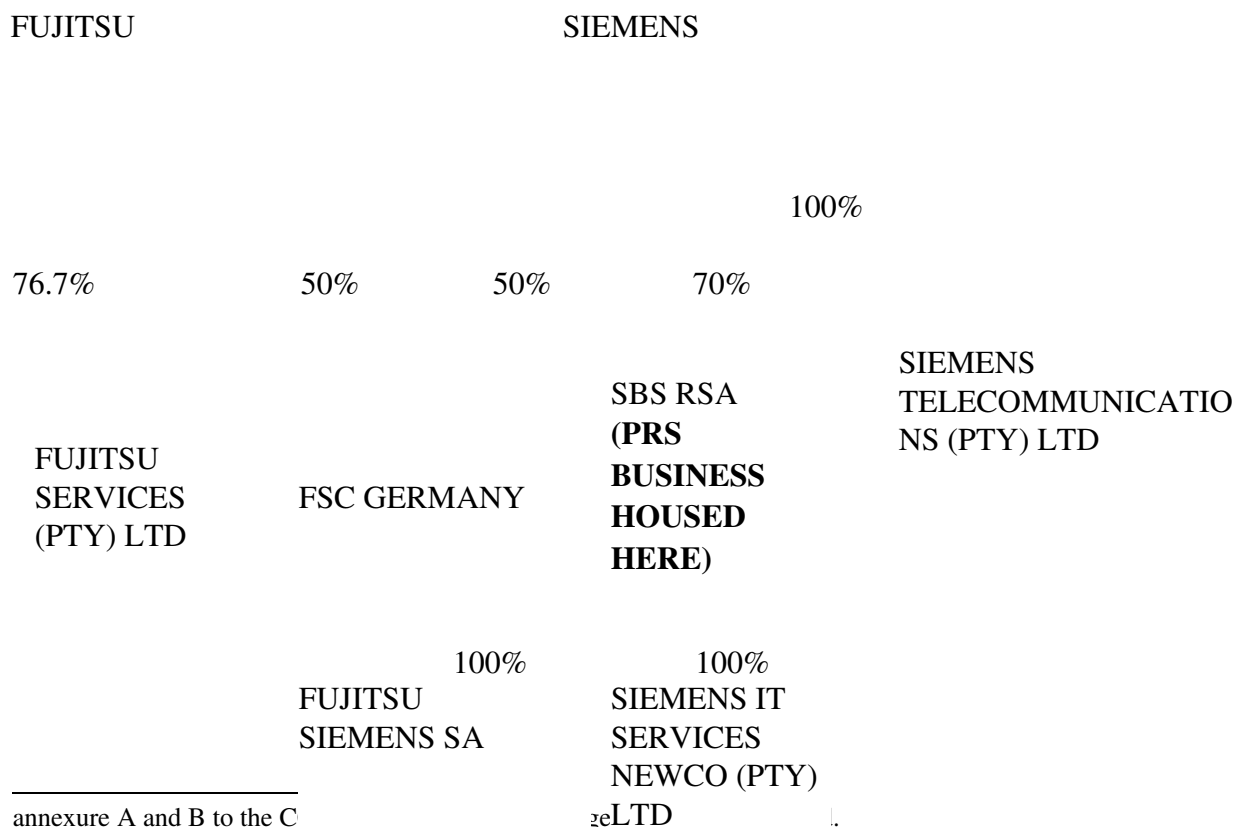 FUJITSU SIEMENS
100%
76.7% 50% 50% 70%
SIEMENS
TELECOMMUNICATIO
NS (PTY) LTD
SBS RSA
(PRS
BUSINESS
HOUSED
HERE)
FUJITSU
SERVICES
(PTY) LTD
FSC GERMANY
100% 100%
FUJITSU
SIEMENS SA
SIEMENS IT
SERVICES
NEWCO (PTY)
LTD
annexure A and B to the